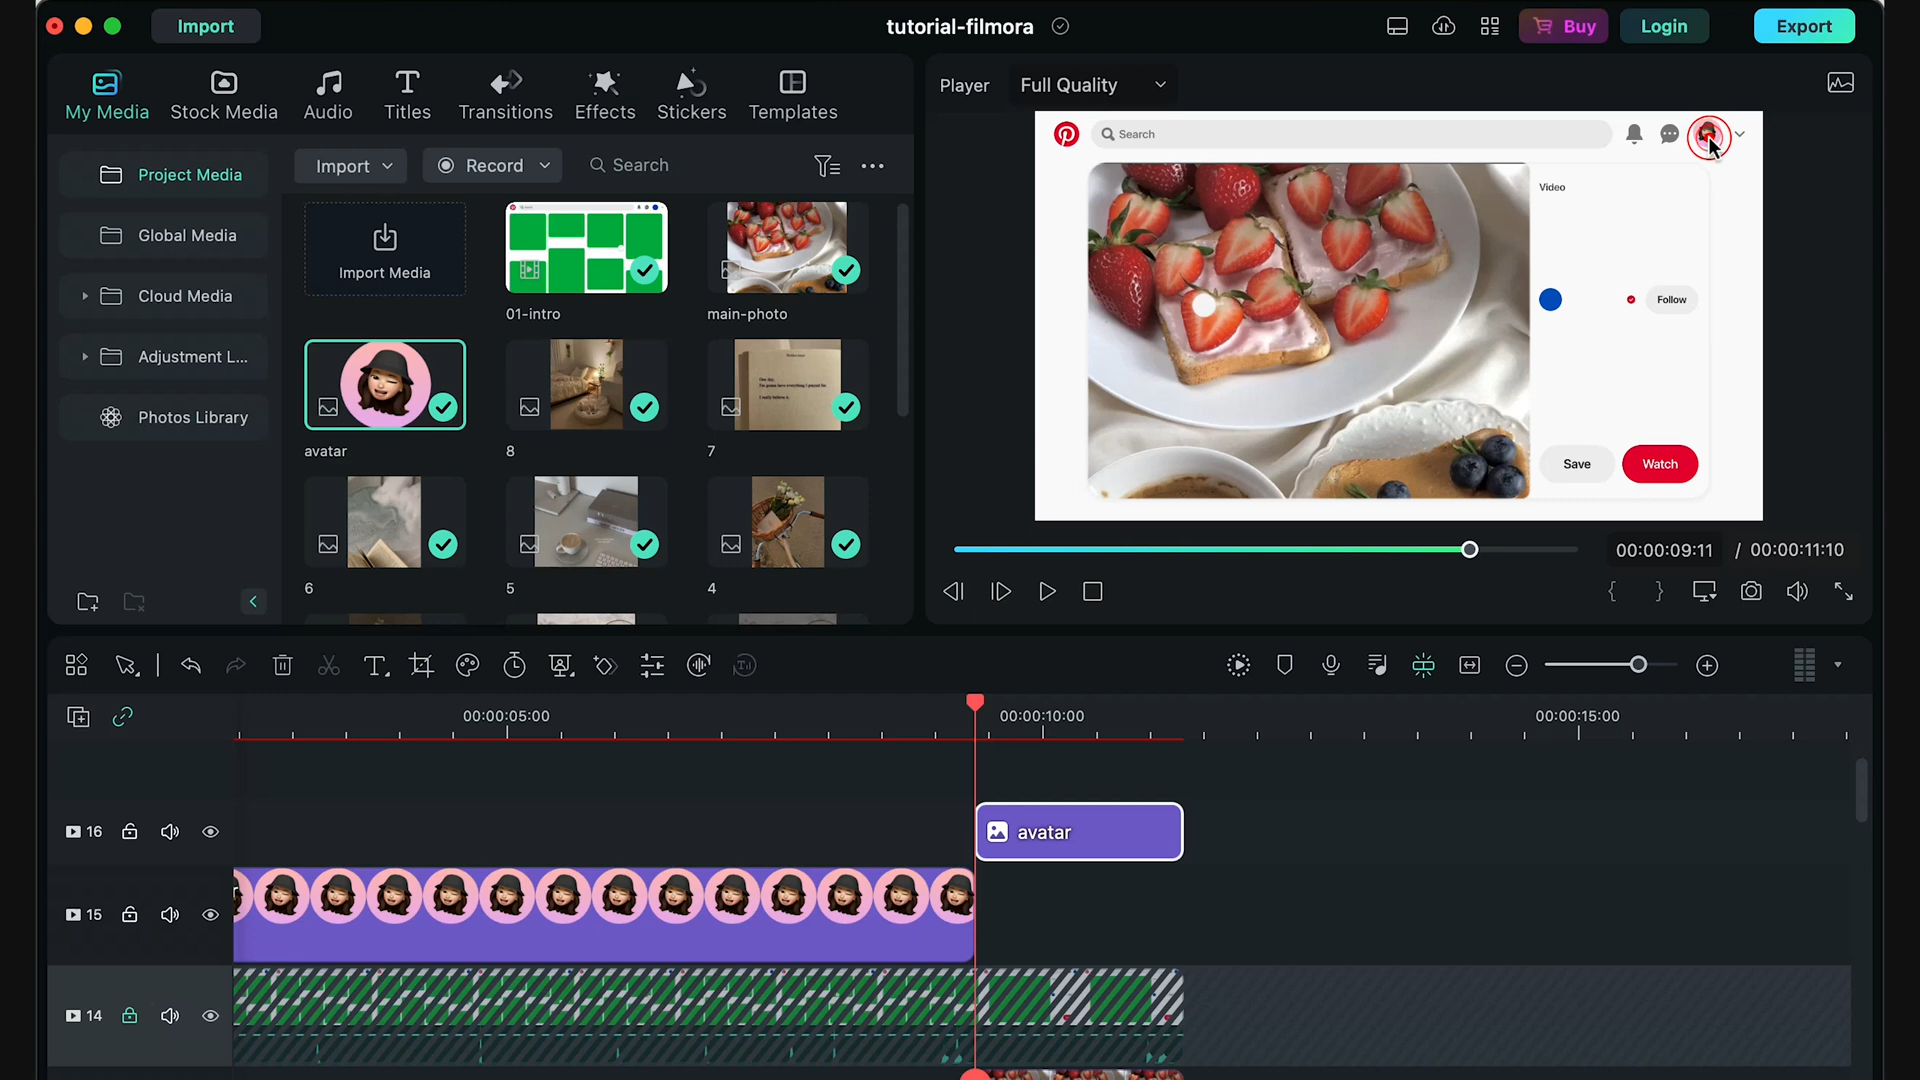 Import
tutorial-filmora
Buy
Login
Export
My Media
Stock Media
Audio
Titles
Transitions
Effects
Stickers
Templates
Player
Full Quality
Project Media
Global Media
Cloud Media
Adjustment L...
Photos Library
Import
Record
Search
Import Media
01-intro
main-photo
avatar
8
7
6
5
4
Search
Video
Follow
Save
Watch
00:00:09:11 / 00:00:11:10
00:00:05:00
00:00:10:00
00:00:15:00
16
avatar
15
14